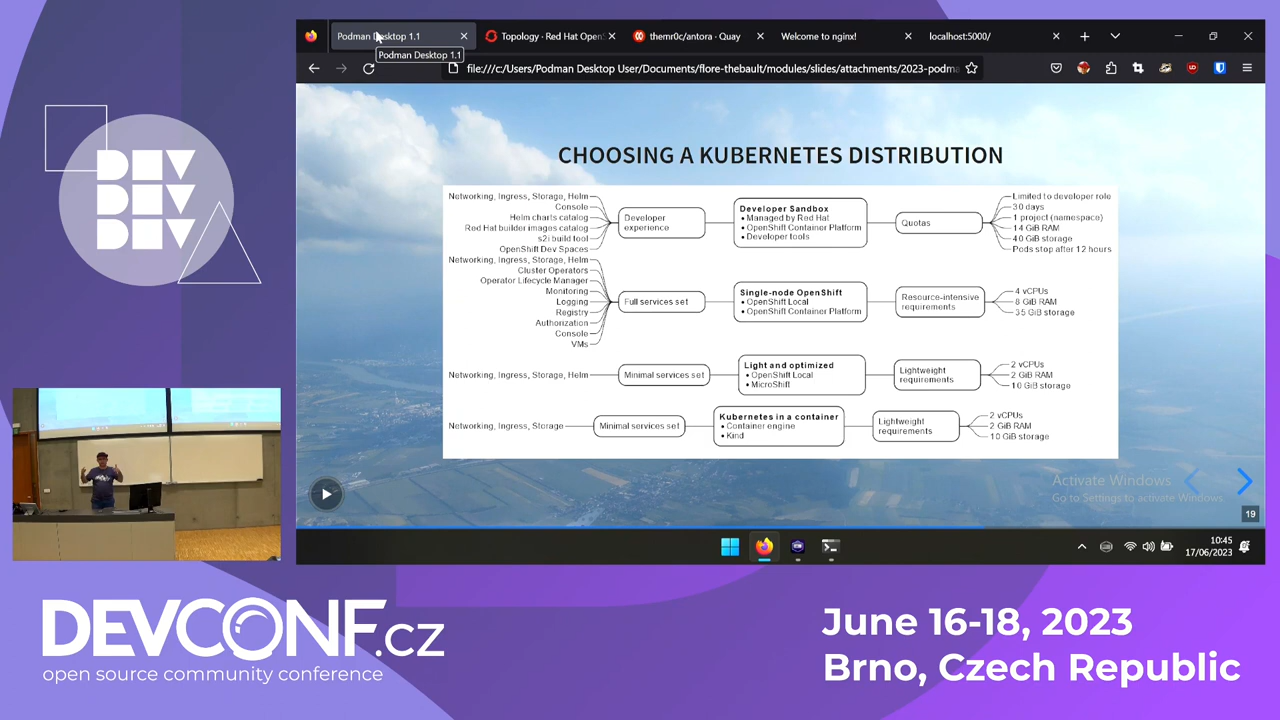 Podman Desktop 1.1
Topology · Red Hat Open
themr0c/antora · Quay
Welcome to nginx!
localhost:5000/
Podman Desktop 1.1
file:///c:/Users/Podman Desktop User/Documents/flore-thebault/modules/slides/attachments/2023-podma
CHOOSING A KUBERNETES DISTRIBUTION
Networking, Ingress, Storage, Helm
Console
Helm charts catalog
Red Hat builder images catalog
s2i build tool
OpenShift Dev Spaces
Developer
experience
Developer Sandbox
• Managed by Red Hat
• OpenShift Container Platform
• Developer tools
Quotas
Limited to developer role
30 days
1 project (namespace)
14 GiB RAM
40 GiB storage
Pods stop after 12 hours
Networking, Ingress, Storage, Helm
Cluster Operators
Operator Lifecycle Manager
Monitoring
Logging
Registry
Authorization
Console
VMs
Full services set
Single-node OpenShift
• OpenShift Local
• OpenShift Container Platform
Resource-intensive
requirements
4 vCPUs
8 GiB RAM
35 GiB storage
Networking, Ingress, Storage, Helm
Minimal services set
Light and optimized
• OpenShift Local
• MicroShift
Lightweight
requirements
2 vCPUs
2 GiB RAM
10 GiB storage
Networking, Ingress, Storage
Minimal services set
Kubernetes in a container
• Container engine
• Kind
Lightweight
requirements
2 vCPUs
2 GiB RAM
10 GiB storage
Activate Windows
Go to Settings to activate Windows.
19
10:45
17/06/2023
DEV
DEV
DEV
DEVCONF.cz
open source community conference
June 16-18, 2023
Brno, Czech Republic